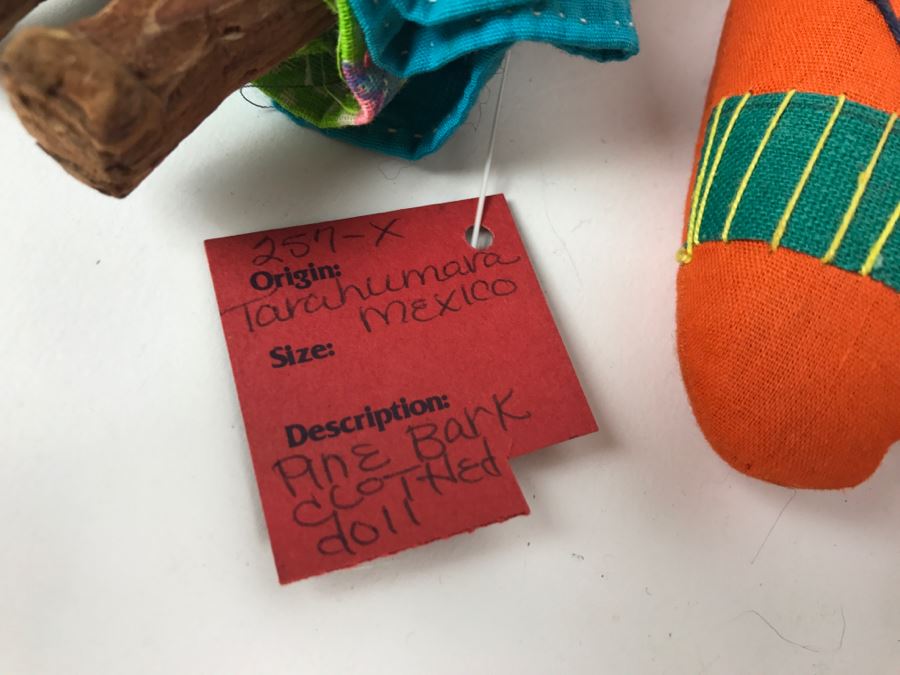 257-X
Origin:
Tarahumara
Mexico
Size:
Description:
Pine Bark
CLOTHED
doll